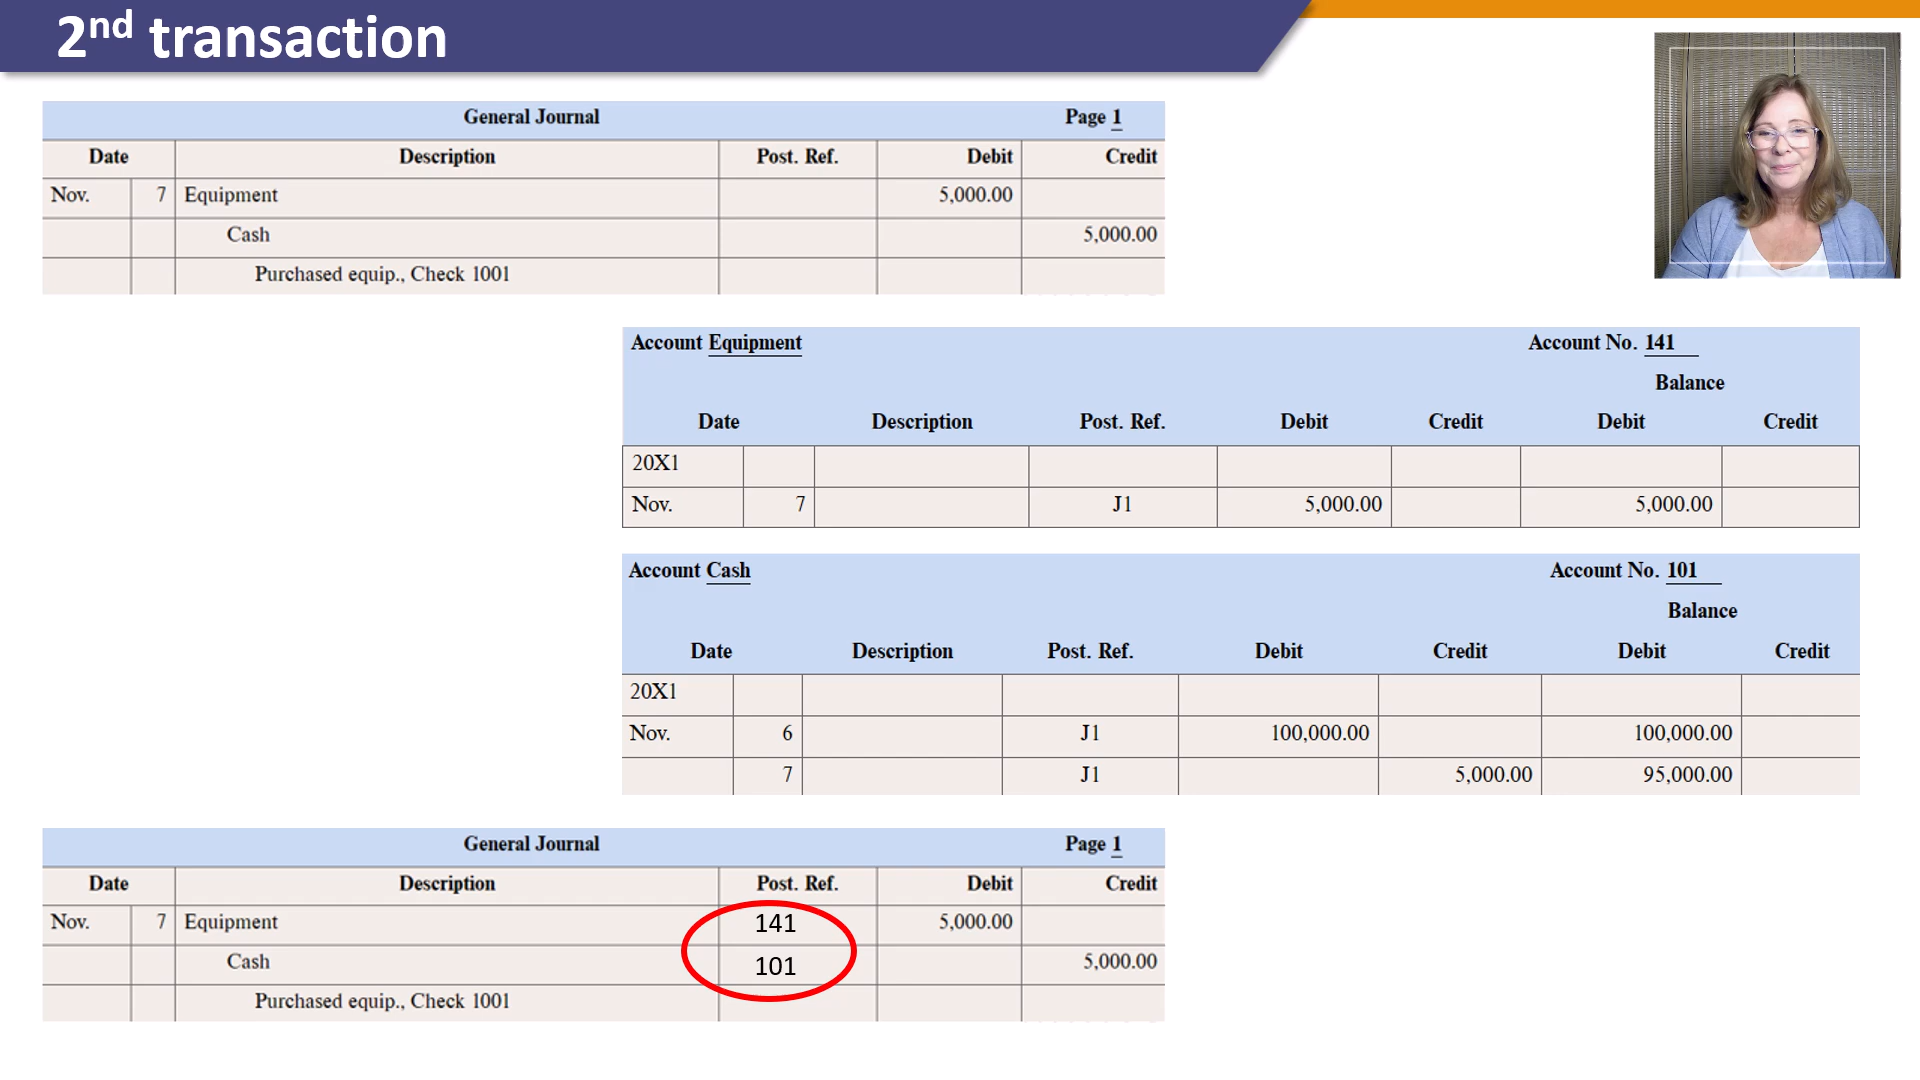 2nd transaction
General Journal Page 1
Date Description Post. Ref. Debit Credit
Nov. 7 Equipment 5,000.00
Cash 5,000.00
Purchased equip., Check 1001
Account Equipment Account No. 141
Balance
Date Description Post. Ref. Debit Credit Debit Credit
20X1
Nov. 7 J1 5,000.00 5,000.00
Account Cash Account No. 101
Balance
Date Description Post. Ref. Debit Credit Debit Credit
20X1
Nov. 6 J1 100,000.00 100,000.00
7 J1 5,000.00 95,000.00
General Journal Page 1
Date Description Post. Ref. Debit Credit
Nov. 7 Equipment 141 5,000.00
Cash 101 5,000.00
Purchased equip., Check 1001